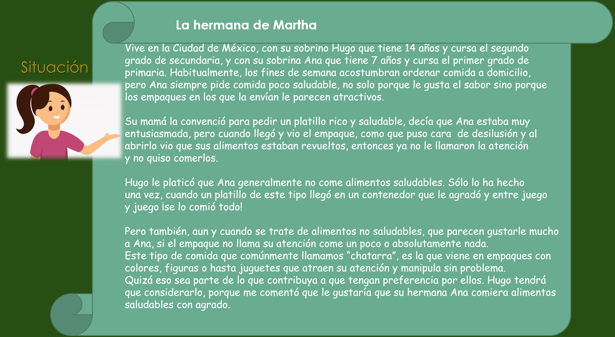 La hermana de Martha
Situación
Vive en la Ciudad de México, con su sobrino Hugo que tiene 14 años y cursa el segundo
grado de secundaria, y con su sobrina Ana que tiene 7 años y cursa el primer grado de
primaria. Habitualmente, los fines de semana acostumbran ordenar comida a domicilio,
pero Ana siempre pide comida poco saludable, no solo porque le gusta el sabor sino porque
los empaques en los que la envían le parecen atractivos.
Su mamá la convenció para pedir un platillo rico y saludable, decía que Ana estaba muy
entusiasmada, pero cuando llegó y vio el empaque, como que puso cara de desilusión y al
abrirlo vio que sus alimentos estaban revueltos, entonces ya no le llamaron la atención
y no quiso comerlos.
Hugo le platicó que Ana generalmente no come alimentos saludables. Sólo lo ha hecho
una vez, cuando un platillo de este tipo llegó en un contenedor que le agradó y entre juego
y juego ¡se lo comió todo!
Pero también, aun y cuando se trate de alimentos no saludables, que parecen gustarle mucho
a Ana, si el empaque no llama su atención come un poco o absolutamente nada.
Este tipo de comida que comúnmente llamamos “chatarra”, es la que viene en empaques con
colores, figuras o hasta juguetes que atraen su atención y manipula sin problema.
Quizá eso sea parte de lo que contribuya a que tengan preferencia por ellos. Hugo tendrá
que considerarlo, porque me comentó que le gustaría que su hermana Ana comiera alimentos
saludables con agrado.